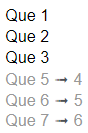 Que 1
Que 2
Que 3
Que 5 ➞ 4
Que 6 ➞ 5
Que 7 ➞ 6